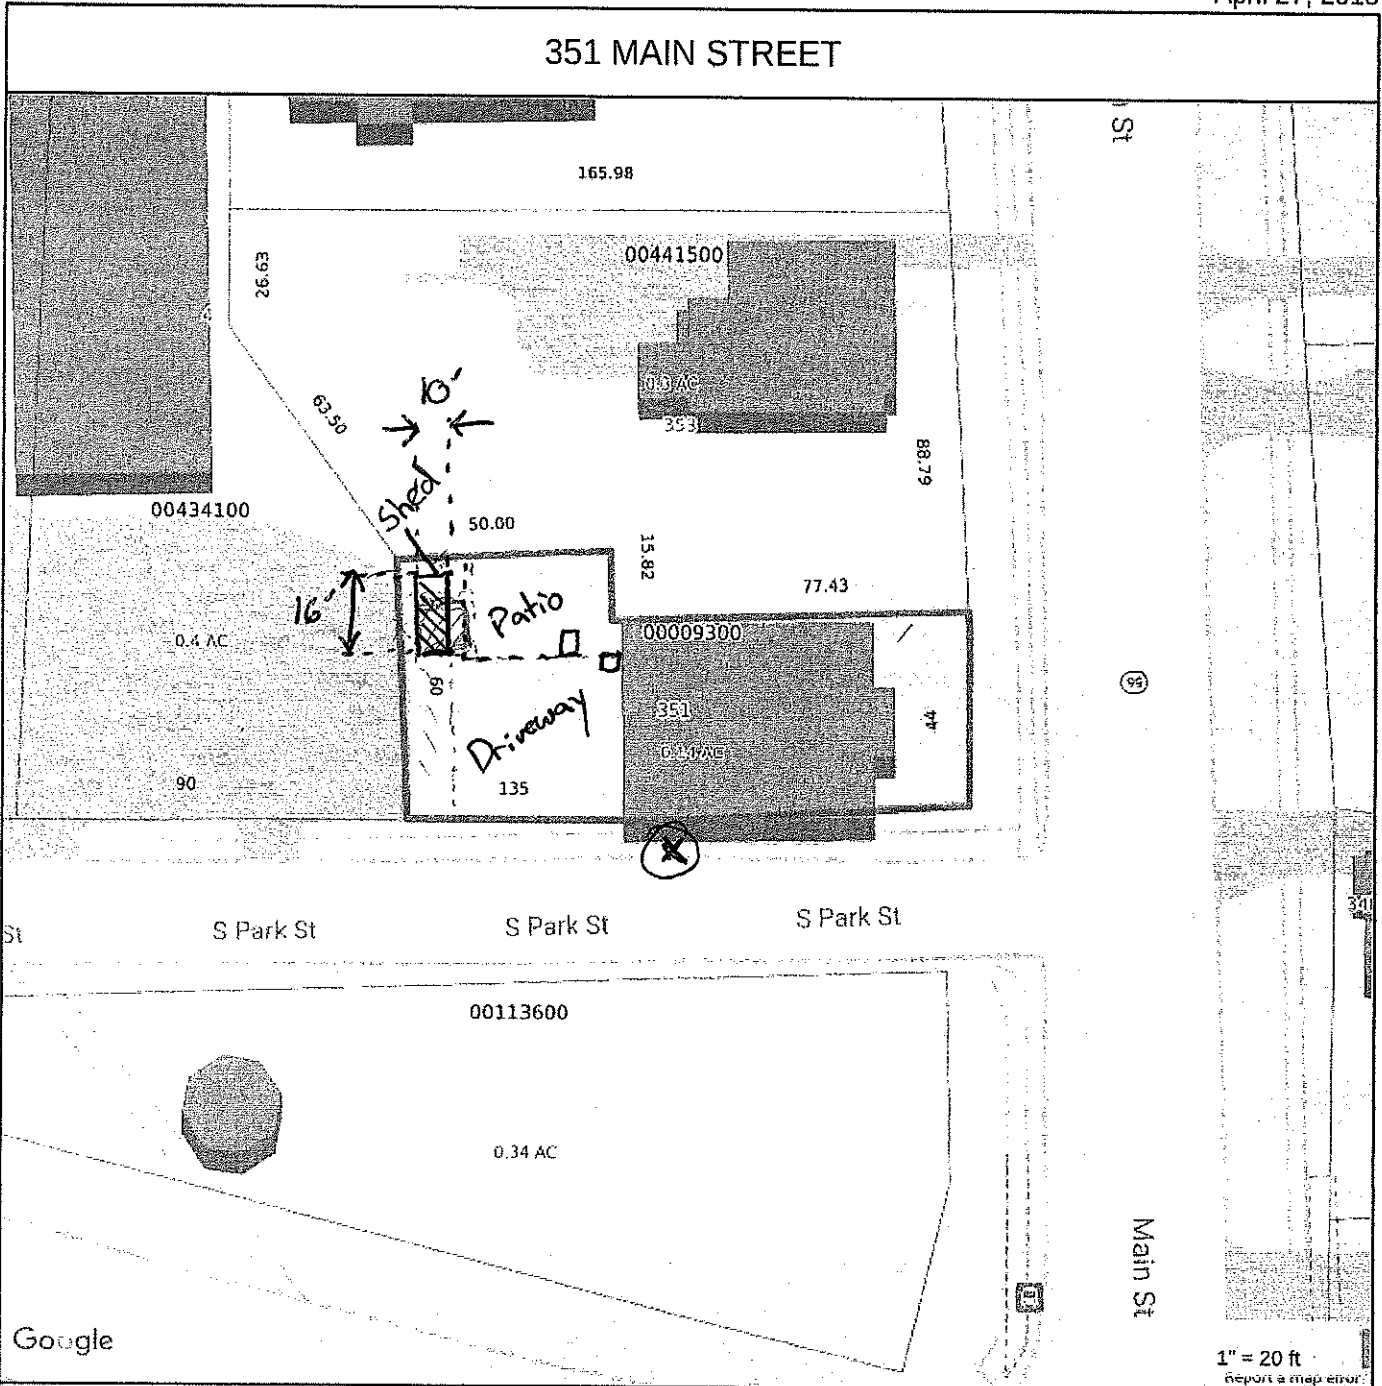 351 MAIN STREET
St
165.98
00441500
26.63
0.3 AC
353
63.50
10'
88.79
Shed
00434100
50.00
15.82
77.43
16'
Patio
00009300
0.4 AC
60
351
56
44
Driveway
90
135
X
St
S Park St
S Park St
S Park St
00113600
0.34 AC
Main St
Google
1" = 20 ft
Report a map error